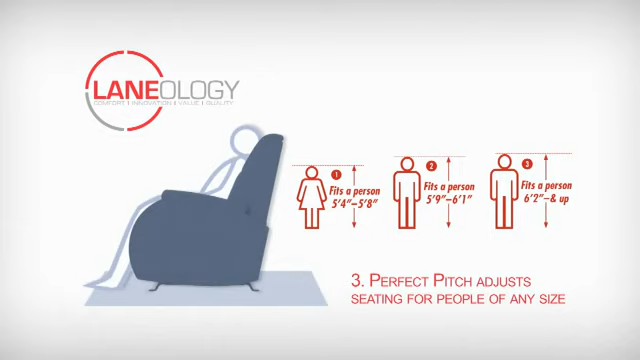 LANEOLOGY
COMFORT | INNOVATION | VALUE | QUALITY
1
Fits a person
5'4"–5'8"
2
Fits a person
5'9"–6'1"
3
Fits a person
6'2"–& up
3. PERFECT PITCH ADJUSTS
SEATING FOR PEOPLE OF ANY SIZE